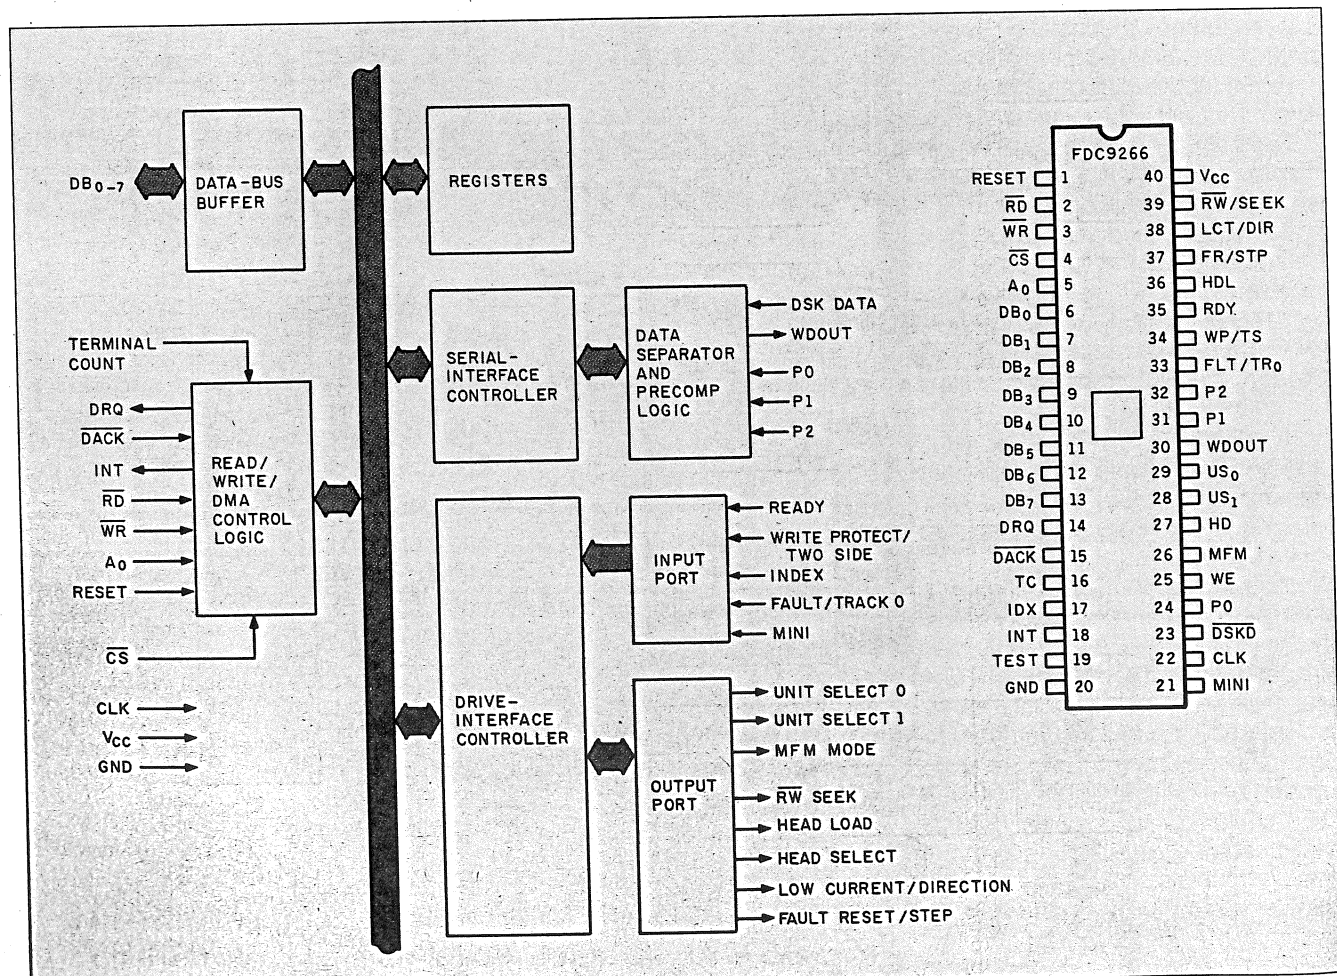 DB0-7
DATA-BUS
BUFFER
REGISTERS
TERMINAL
COUNT
DRQ
DACK
INT
RD
WR
A0
RESET
CS
READ/
WRITE/
DMA
CONTROL
LOGIC
CLK
VCC
GND
SERIAL-
INTERFACE
CONTROLLER
DATA
SEPARATOR
AND
PRECOMP
LOGIC
DSK DATA
WDOUT
P0
P1
P2
DRIVE-
INTERFACE
CONTROLLER
INPUT
PORT
READY
WRITE PROTECT/
TWO SIDE
INDEX
FAULT/TRACK 0
MINI
OUTPUT
PORT
UNIT SELECT 0
UNIT SELECT 1
MFM MODE
RW SEEK
HEAD LOAD
HEAD SELECT
LOW CURRENT/DIRECTION
FAULT RESET/STEP
FDC9266
RESET 1 40 VCC
RD 2 39 RW/SEEK
WR 3 38 LCT/DIR
CS 4 37 FR/STP
A0 5 36 HDL
DB0 6 35 RDY
DB1 7 34 WP/TS
DB2 8 33 FLT/TR0
DB3 9 32 P2
DB4 10 31 P1
DB5 11 30 WDOUT
DB6 12 29 US0
DB7 13 28 US1
DRQ 14 27 HD
DACK 15 26 MFM
TC 16 25 WE
IDX 17 24 P0
INT 18 23 DSKD
TEST 19 22 CLK
GND 20 21 MINI